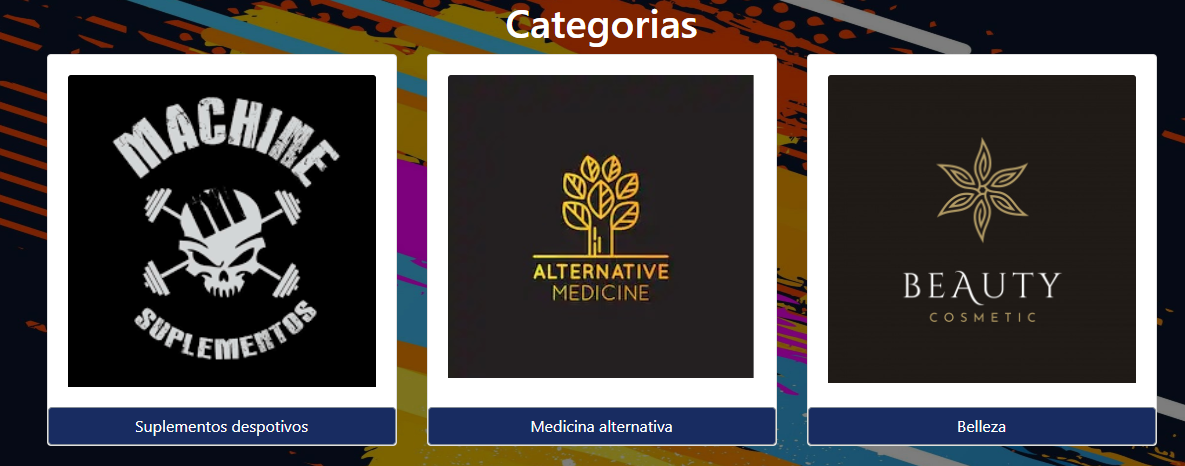 Categorias
MACHINE
SUPLEMENTOS
ALTERNATIVE
MEDICINE
BEAUTY
COSMETIC
Suplementos despotivos
Medicina alternativa
Belleza